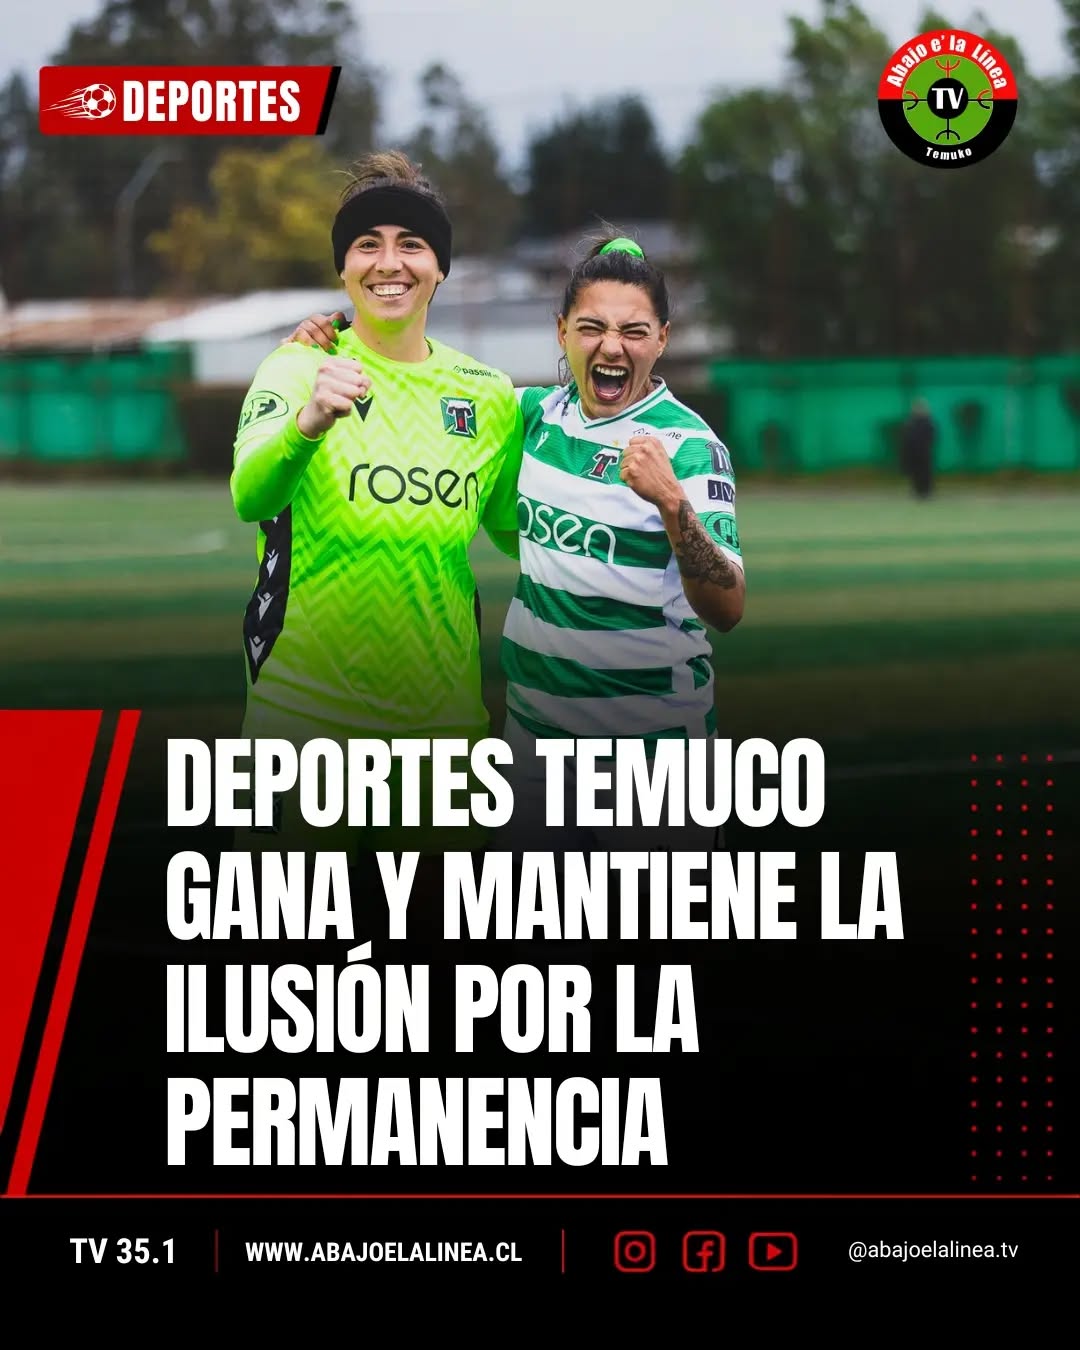 DEPORTES
Abajo e' la Línea
TV
Temuko
T
rosen
T
osen
DEPORTES TEMUCO
GANA Y MANTIENE LA
ILUSIÓN POR LA
PERMANENCIA
TV 35.1
WWW.ABAJOELALINEA.CL
@abajoelalinea.tv